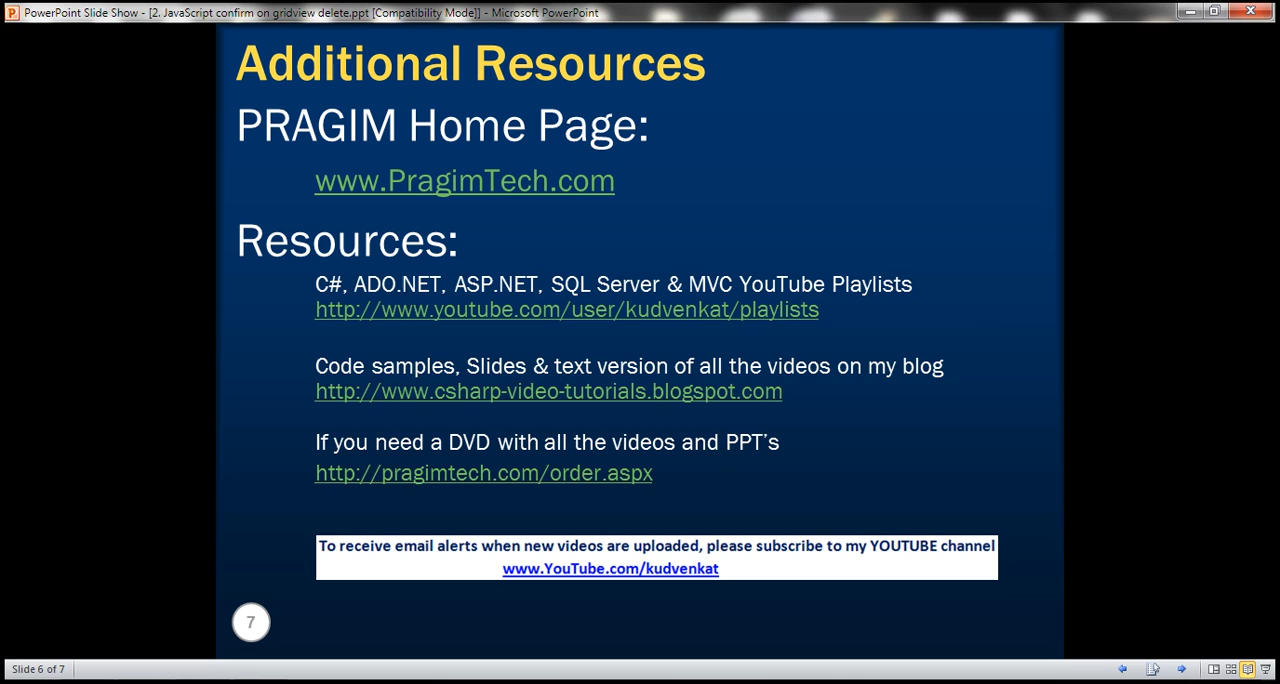 PowerPoint Slide Show - [2. JavaScript confirm on gridview delete.ppt [Compatibility Mode]] - Microsoft PowerPoint
Additional Resources
PRAGIM Home Page:
www.PragimTech.com
Resources:
C#, ADO.NET, ASP.NET, SQL Server & MVC YouTube Playlists
http://www.youtube.com/user/kudvenkat/playlists
Code samples, Slides & text version of all the videos on my blog
http://www.csharp-video-tutorials.blogspot.com
If you need a DVD with all the videos and PPT’s
http://pragimtech.com/order.aspx
To receive email alerts when new videos are uploaded, please subscribe to my YOUTUBE channel
www.YouTube.com/kudvenkat
7
Slide 6 of 7